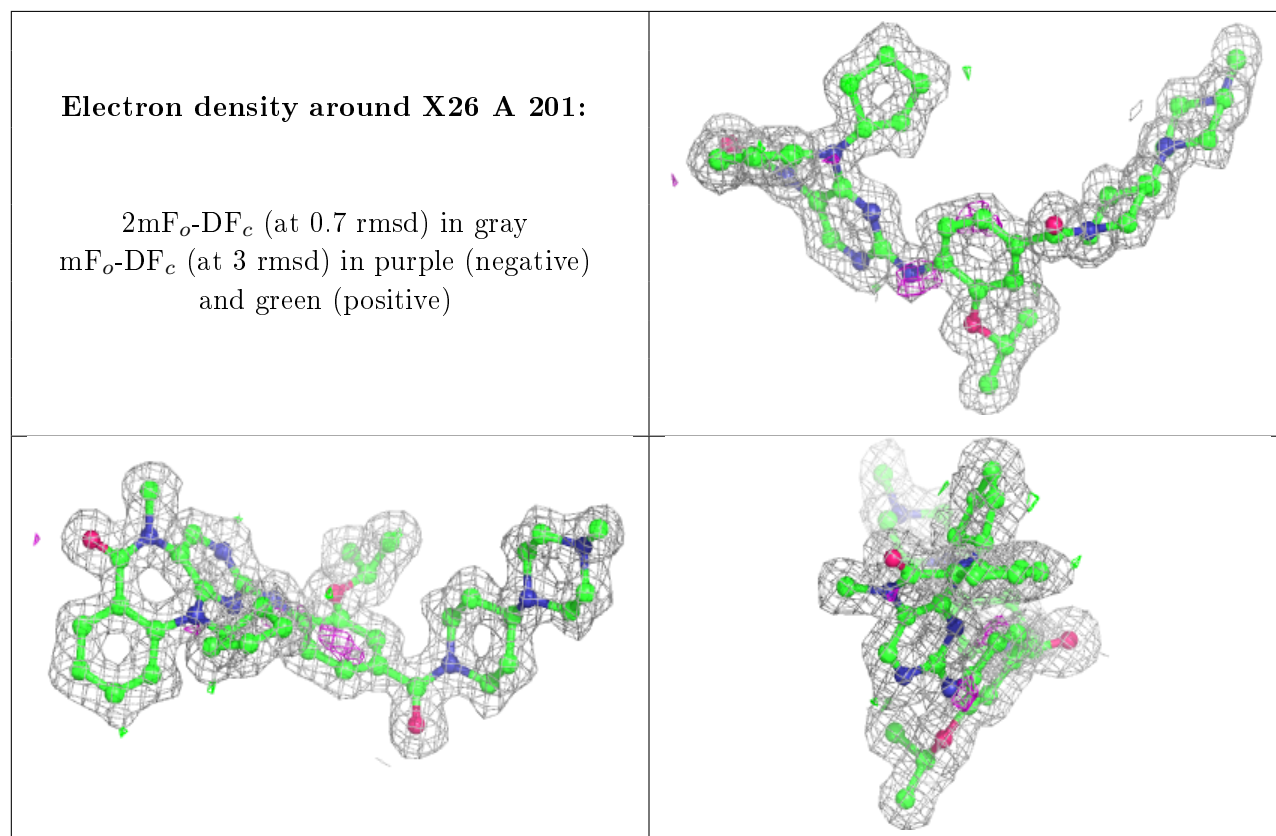 Electron density around X26 A 201:
2mFₒ-DF𝒸 (at 0.7 rmsd) in gray
mFₒ-DF𝒸 (at 3 rmsd) in purple (negative)
and green (positive)